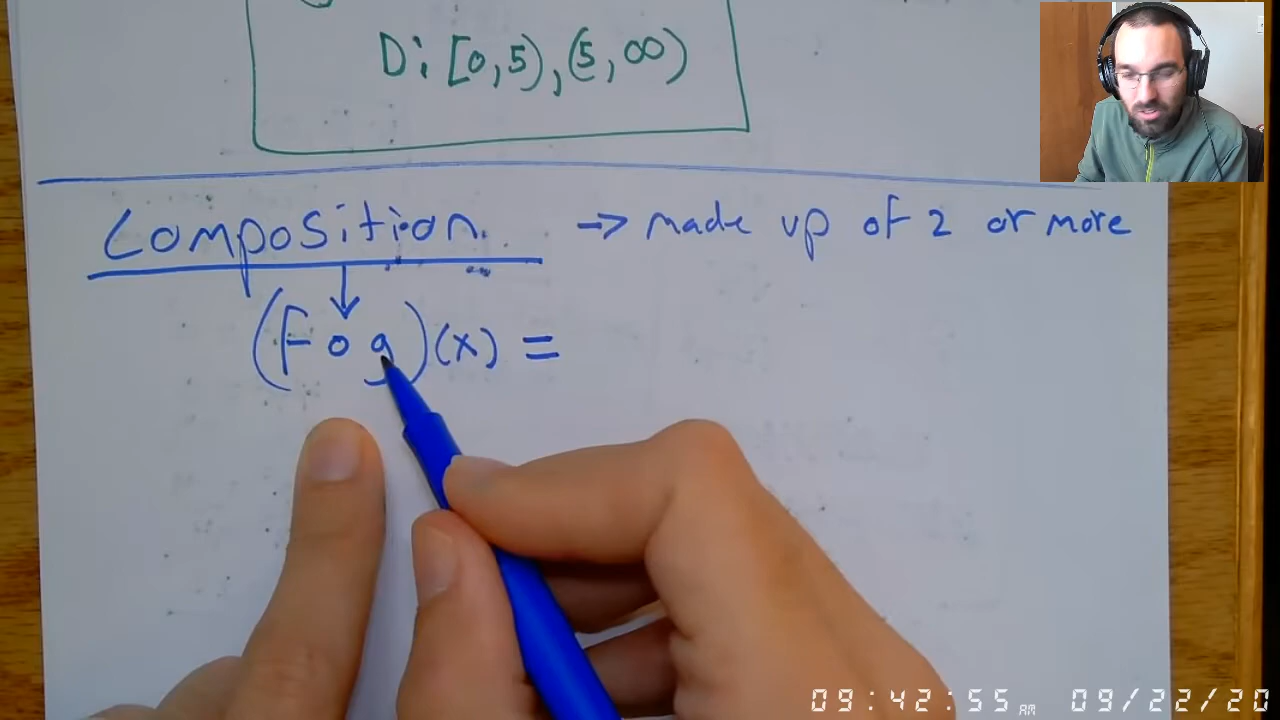 D: [0,5), (5, ∞)
Composition → made up of 2 or more
(f o g)(x) =
09:42:55 AM 09/22/20